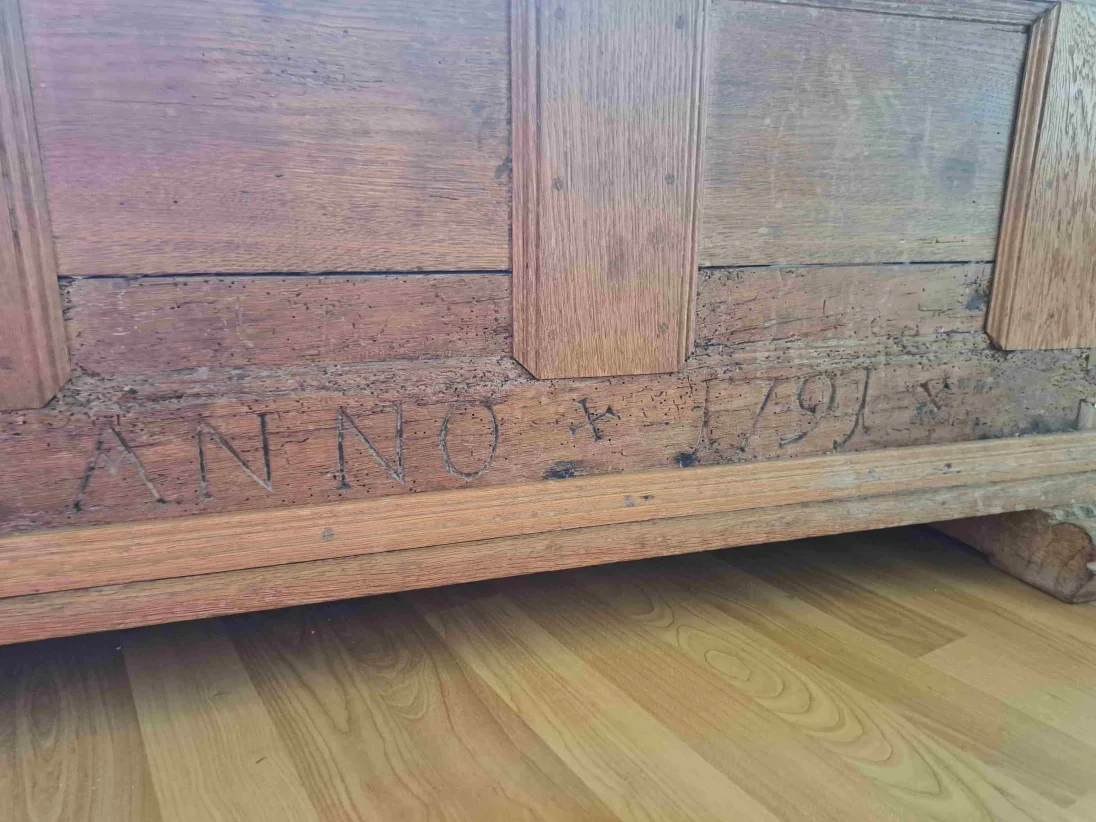 ANNO + 1791 +